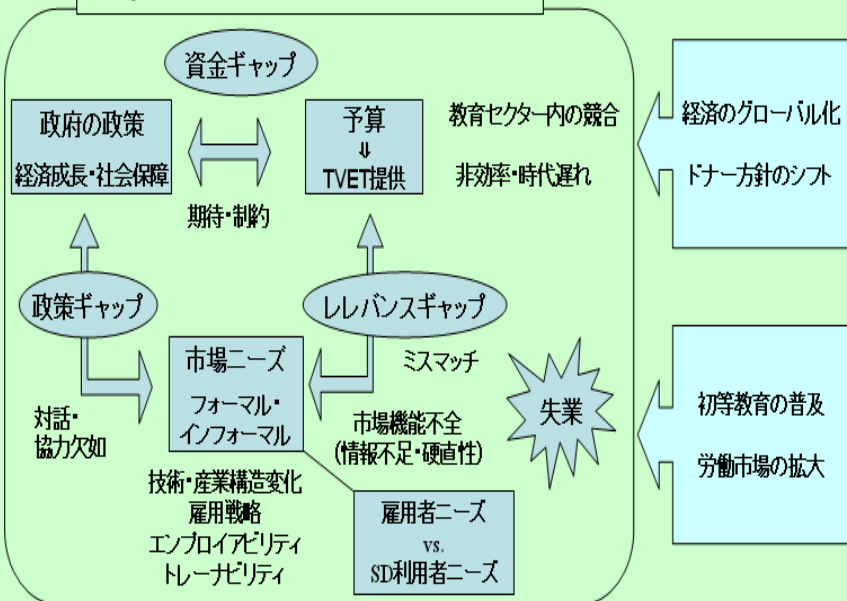 資金ギャップ
政府の政策
経済成長・社会保障
予算
⇓
TVET提供
教育セクター内の競合
非効率・時代遅れ
期待・制約
経済のグローバル化
ドナー方針のシフト
政策ギャップ
レレバンスギャップ
市場ニーズ
フォーマル・
インフォーマル
ミスマッチ
対話・
協力欠如
市場機能不全
(情報不足・硬直性)
失業
初等教育の普及
労働市場の拡大
技術・産業構造変化
雇用戦略
エンプロイアビリティ
トレーナビリティ
雇用者ニーズ
vs.
SD利用者ニーズ